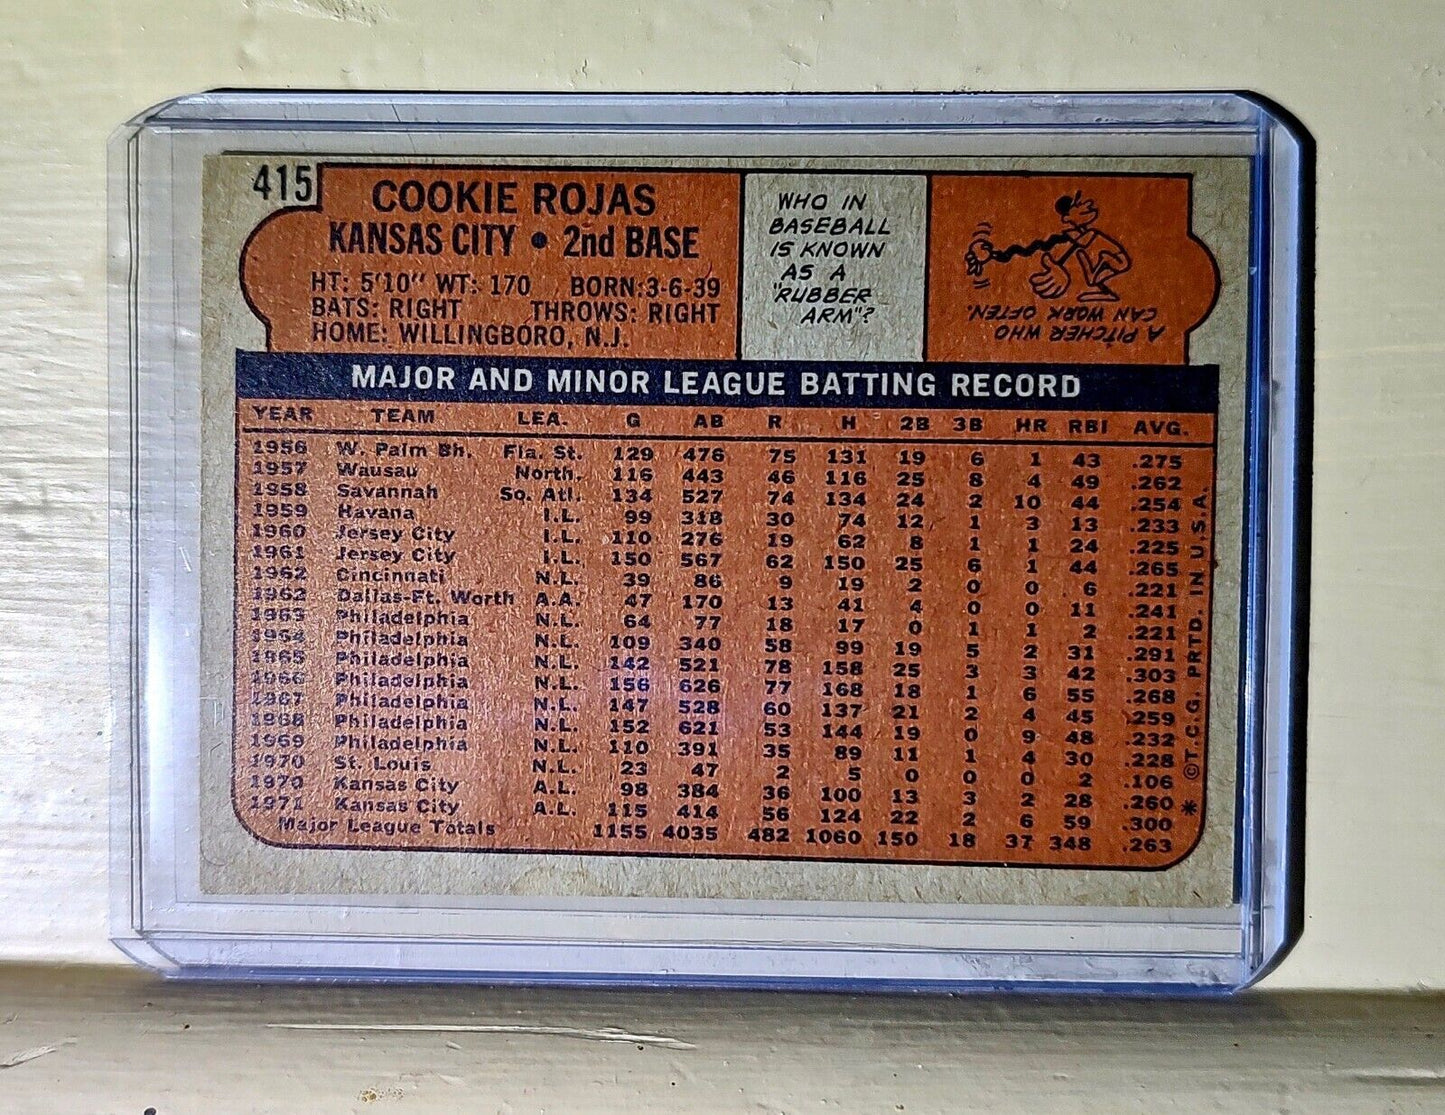 415
COOKIE ROJAS
KANSAS CITY • 2nd BASE
HT: 5'10" WT: 170 BORN: 3-6-39
BATS: RIGHT THROWS: RIGHT
HOME: WILLINGBORO, N.J.
WHO IN
BASEBALL
IS KNOWN
AS A
"RUBBER
ARM"?
A PITCHER WHO
CAN WORK OFTEN.
MAJOR AND MINOR LEAGUE BATTING RECORD
YEAR TEAM LEA. G AB R H 2B 3B HR RBI AVG.
1956 W. Palm Bh. Fla. St. 129 476 75 131 19 6 1 43 .275
1957 Wausau North. 116 443 46 116 25 8 4 49 .262
1958 Savannah So. Atl. 134 527 74 134 24 2 10 44 .254
1959 Havana I.L. 99 318 30 74 12 1 3 13 .233
1960 Jersey City I.L. 110 276 19 62 8 1 1 24 .225
1961 Jersey City I.L. 150 567 62 150 25 6 1 44 .265
1962 Cincinnati N.L. 39 86 9 19 2 0 0 6 .221
1962 Dallas-Ft. Worth A.A. 47 170 13 41 4 0 0 11 .241
1963 Philadelphia N.L. 64 77 18 17 0 1 1 2 .221
1964 Philadelphia N.L. 109 340 58 99 19 5 2 31 .291
1965 Philadelphia N.L. 142 521 78 158 25 3 3 42 .303
1966 Philadelphia N.L. 156 626 77 168 18 1 6 55 .268
1967 Philadelphia N.L. 147 528 60 137 21 2 4 45 .259
1968 Philadelphia N.L. 152 621 53 144 19 0 9 48 .232
1969 Philadelphia N.L. 110 391 35 89 11 1 4 30 .228
1970 St. Louis N.L. 23 47 2 5 0 0 0 2 .106
1970 Kansas City A.L. 98 384 36 100 13 3 2 28 .260
1971 Kansas City A.L. 115 414 56 124 22 2 6 59 .300
Major League Totals 1155 4035 482 1060 150 18 37 348 .263
* © T.C.G. PRTD. IN U.S.A.